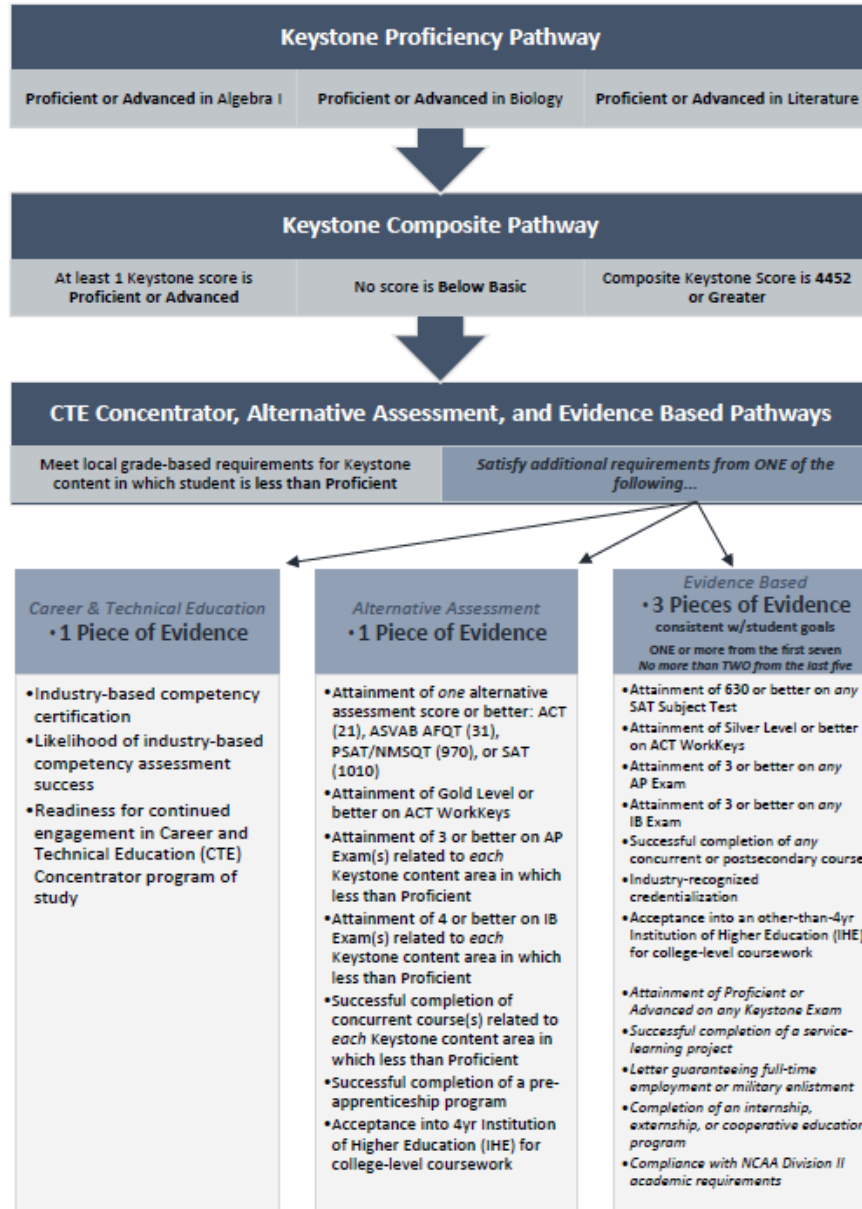 Keystone Proficiency Pathway
Proficient or Advanced in Algebra I
Proficient or Advanced in Biology
Proficient or Advanced in Literature
Keystone Composite Pathway
At least 1 Keystone score is
Proficient or Advanced
No score is Below Basic
Composite Keystone Score is 4452
or Greater
CTE Concentrator, Alternative Assessment, and Evidence Based Pathways
Meet local grade-based requirements for Keystone
content in which student is less than Proficient
Satisfy additional requirements from ONE of the
following...
Career & Technical Education
•1 Piece of Evidence
•Industry-based competency
certification
•Likelihood of industry-based
competency assessment
success
•Readiness for continued
engagement in Career and
Technical Education (CTE)
Concentrator program of
study
Alternative Assessment
•1 Piece of Evidence
•Attainment of one alternative
assessment score or better: ACT
(21), ASVAB AFQT (31),
PSAT/NMSQT (970), or SAT
(1010)
•Attainment of Gold Level or
better on ACT WorkKeys
•Attainment of 3 or better on AP
Exam(s) related to each
Keystone content area in which
less than Proficient
•Attainment of 4 or better on IB
Exam(s) related to each
Keystone content area in which
less than Proficient
•Successful completion of
concurrent course(s) related to
each Keystone content area in
which less than Proficient
•Successful completion of a pre-
apprenticeship program
•Acceptance into 4yr Institution
of Higher Education (IHE) for
college-level coursework
Evidence Based
•3 Pieces of Evidence
consistent w/student goals
ONE or more from the first seven
No more than TWO from the last five
•Attainment of 630 or better on any
SAT Subject Test
•Attainment of Silver Level or better
on ACT WorkKeys
•Attainment of 3 or better on any
AP Exam
•Attainment of 3 or better on any
IB Exam
•Successful completion of any
concurrent or postsecondary course
•Industry-recognized
credentialization
•Acceptance into an other-than-4yr
Institution of Higher Education (IHE)
for college-level coursework
•Attainment of Proficient or
Advanced on any Keystone Exam
•Successful completion of a service-
learning project
•Letter guaranteeing full-time
employment or military enlistment
•Completion of an internship,
externship, or cooperative education
program
•Compliance with NCAA Division II
academic requirements